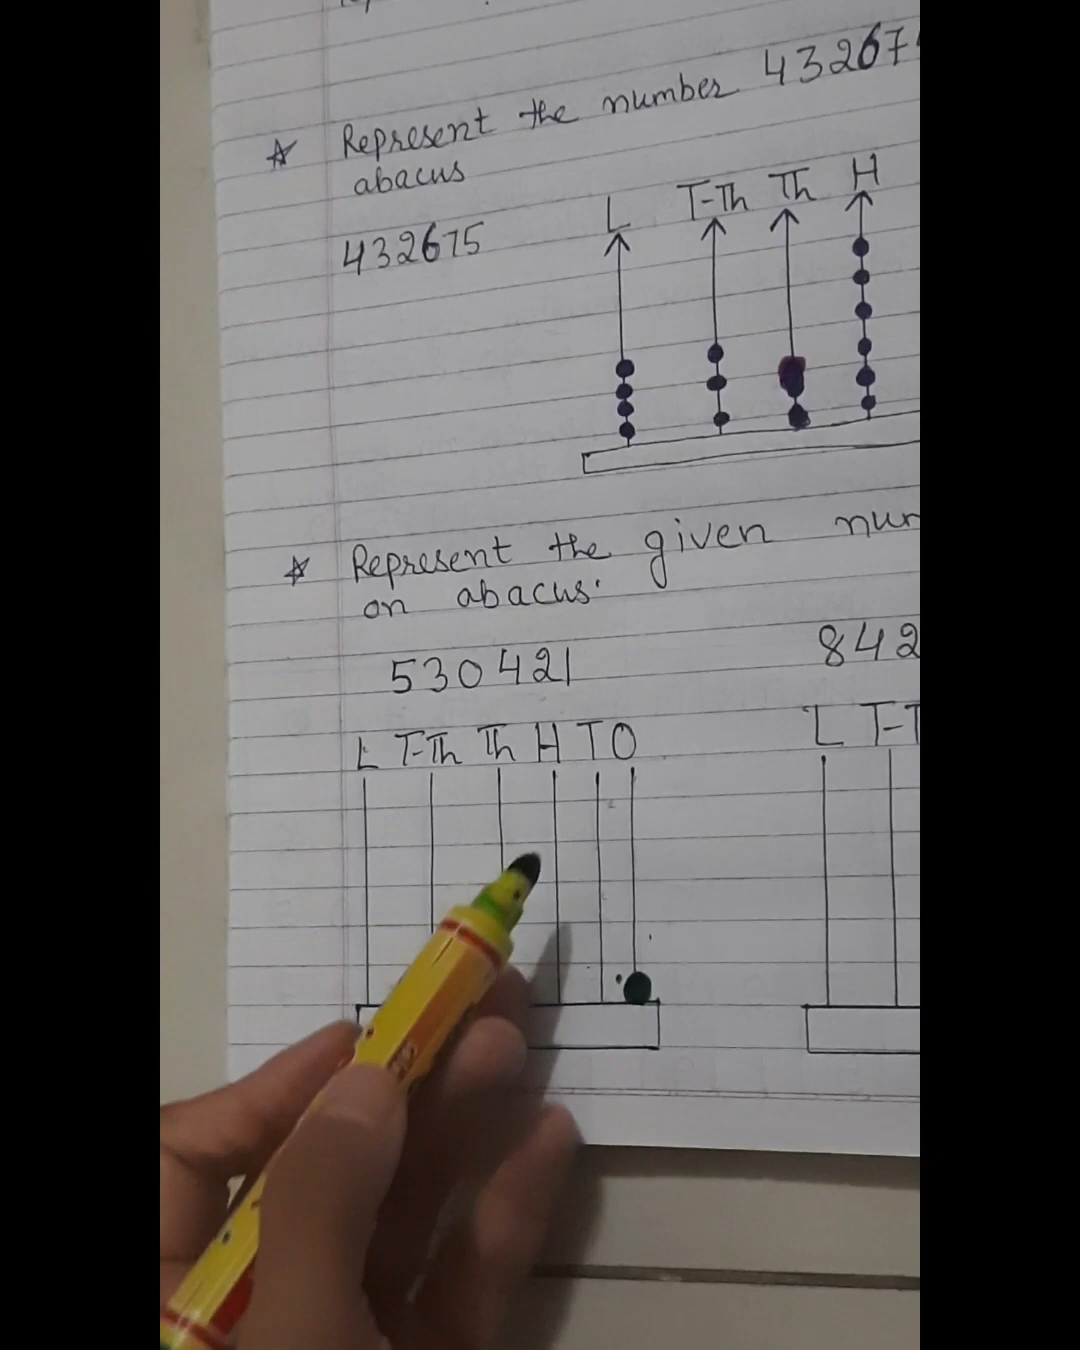 ☆ Represent the number 43267
abacus
432675
L T-Th Th H
☆ Represent the given
on abacus.
530421 842
L T-Th Th H T O L